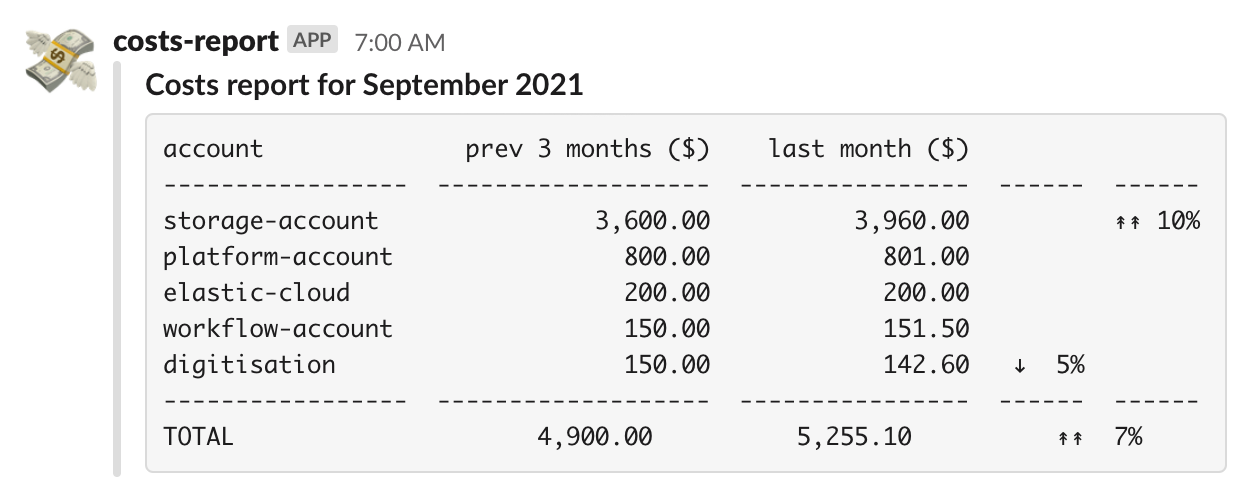 costs-report APP 7:00 AM
Costs report for September 2021
account              prev 3 months ($)    last month ($)
-----------------  -------------------  ----------------  ------  ------
storage-account               3,600.00          3,960.00          ↟↟ 10%
platform-account                800.00            801.00
elastic-cloud                   200.00            200.00
workflow-account                150.00            151.50
digitisation                    150.00            142.60   ↓  5%
-----------------  -------------------  ----------------  ------  ------
TOTAL                     4,900.00          5,255.10          ↟↟  7%